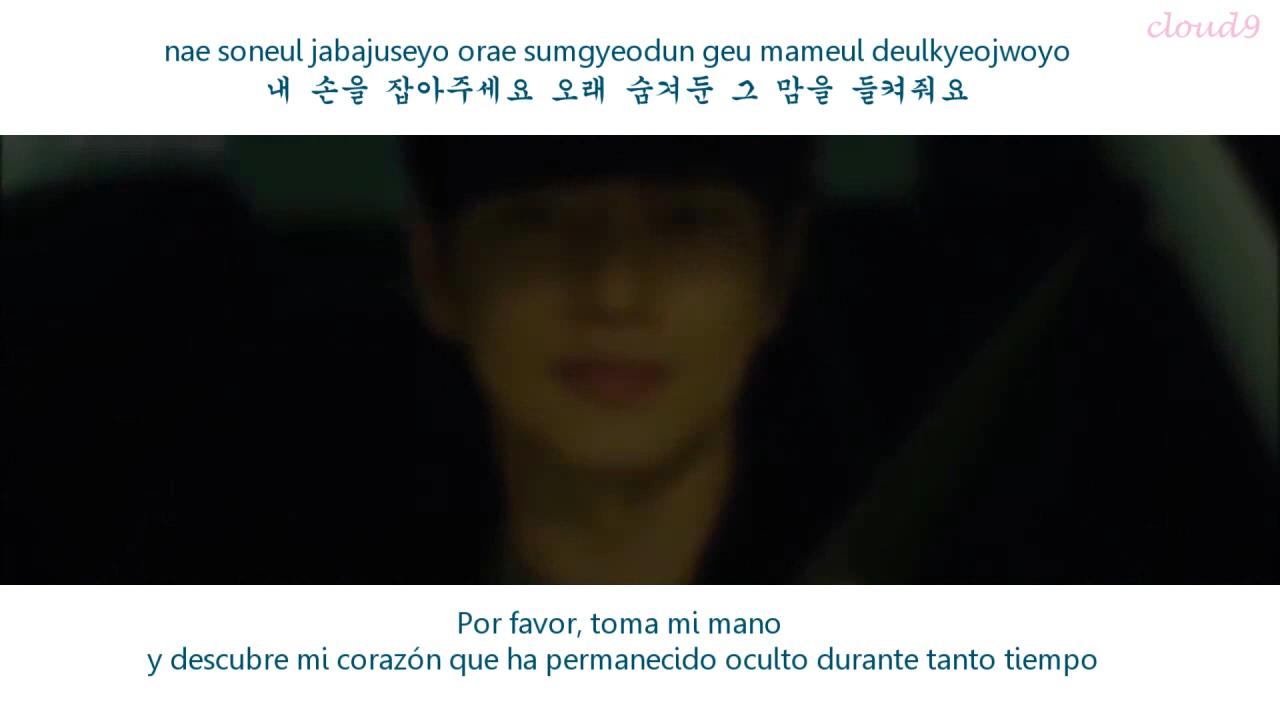 cloud9
nae soneul jabajuseyo orae sumgyeodun geu mameul deulkyeojwoyo
내 손을 잡아주세요 오래 숨겨둔 그 맘을 들켜줘요
Por favor, toma mi mano
y descubre mi corazón que ha permanecido oculto durante tanto tiempo